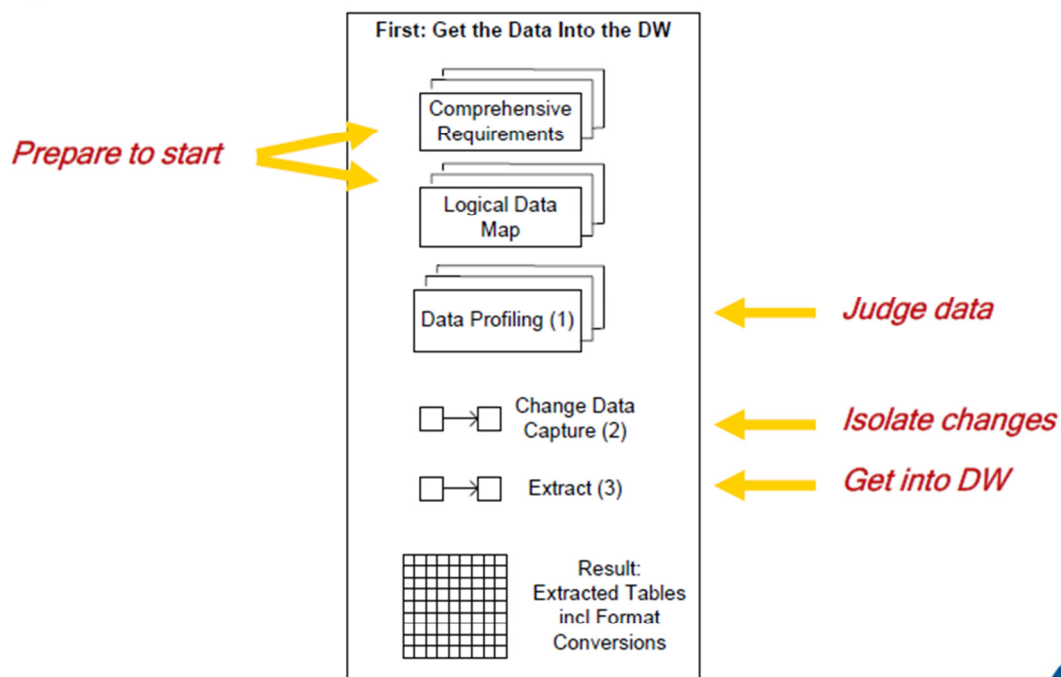 First: Get the Data Into the DW
Comprehensive
Requirements
Prepare to start
Logical Data
Map
Data Profiling (1)
Judge data
Change Data
Capture (2)
Isolate changes
Extract (3)
Get into DW
Result:
Extracted Tables
incl Format
Conversions